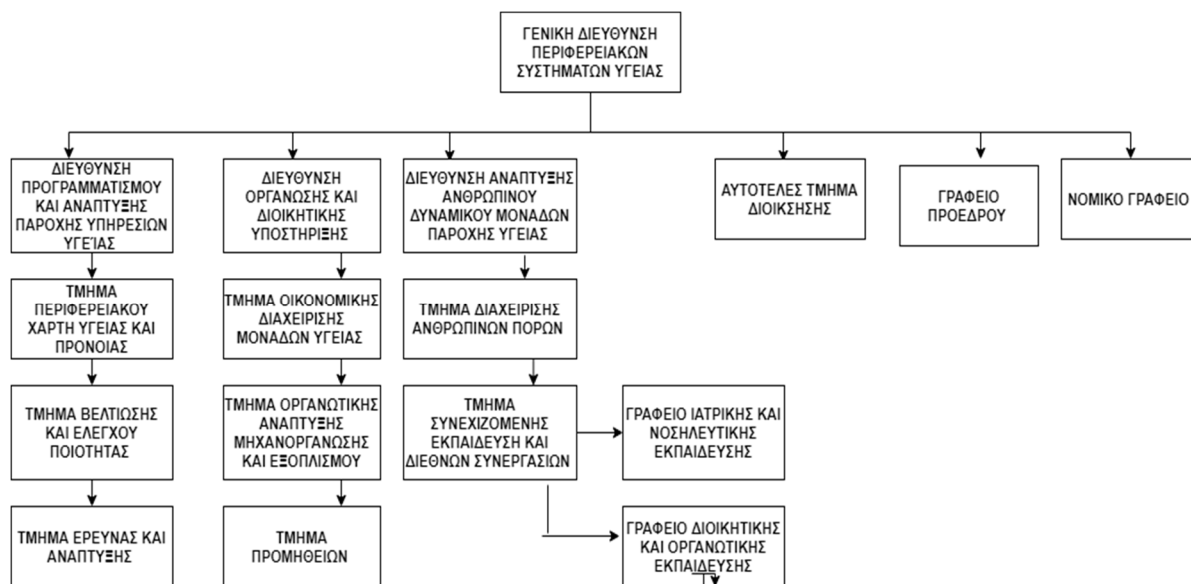 ΓΕΝΙΚΗ ΔΙΕΥΘΥΝΣΗ
ΠΕΡΙΦΕΡΕΙΑΚΩΝ
ΣΥΣΤΗΜΑΤΩΝ ΥΓΕΙΑΣ
ΔΙΕΥΘΥΝΣΗ
ΠΡΟΓΡΑΜΜΑΤΙΣΜΟΥ
ΚΑΙ ΑΝΑΠΤΥΞΗΣ
ΠΑΡΟΧΗΣ ΥΠΗΡΕΣΙΩΝ
ΥΓΕΊΑΣ
ΔΙΕΥΘΥΝΣΗ
ΟΡΓΑΝΩΣΗΣ ΚΑΙ
ΔΙΟΙΚΗΤΙΚΗΣ
ΥΠΟΣΤΗΡΙΞΗΣ
ΔΙΕΥΘΥΝΣΗ ΑΝΑΠΤΥΞΗΣ
ΑΝΘΡΩΠΙΝΟΥ
ΔΥΝΑΜΙΚΟΥ ΜΟΝΑΔΩΝ
ΠΑΡΟΧΗΣ ΥΓΕΙΑΣ
ΑΥΤΟΤΕΛΕΣ ΤΜΗΜΑ
ΔΙΟΙΚΣΗΣΗΣ
ΓΡΑΦΕΙΟ
ΠΡΟΕΔΡΟΥ
ΝΟΜΙΚΟ ΓΡΑΦΕΙΟ
ΤΜΗΜΑ
ΠΕΡΙΦΕΡΕΙΑΚΟΥ
ΧΑΡΤΗ ΥΓΕΙΑΣ ΚΑΙ
ΠΡΟΝΟΙΑΣ
ΤΜΗΜΑ ΟΙΚΟΝΟΜΙΚΗΣ
ΔΙΑΧΕΙΡΙΣΗΣ
ΜΟΝΑΔΩΝ ΥΓΕΙΑΣ
ΤΜΗΜΑ ΔΙΑΧΕΙΡΙΣΗΣ
ΑΝΘΡΩΠΙΝΩΝ ΠΟΡΩΝ
ΤΜΗΜΑ ΒΕΛΤΙΩΣΗΣ
ΚΑΙ ΕΛΕΓΧΟΥ
ΠΟΙΟΤΗΤΑΣ
ΤΜΗΜΑ ΟΡΓΑΝΩΤΙΚΗΣ
ΑΝΑΠΤΥΞΗΣ
ΜΗΧΑΝΟΡΓΑΝΩΣΗΣ
ΚΑΙ ΕΞΟΠΛΙΣΜΟΥ
ΤΜΗΜΑ
ΣΥΝΕΧΙΖΟΜΕΝΗΣ
ΕΚΠΑΙΔΕΥΣΗ ΚΑΙ
ΔΙΕΘΝΩΝ ΣΥΝΕΡΓΑΣΙΩΝ
ΓΡΑΦΕΙΟ ΙΑΤΡΙΚΗΣ ΚΑΙ
ΝΟΣΗΛΕΥΤΙΚΗΣ
ΕΚΠΑΙΔΕΥΣΗΣ
ΤΜΗΜΑ ΕΡΕΥΝΑΣ ΚΑΙ
ΑΝΑΠΤΥΞΗΣ
ΤΜΗΜΑ
ΠΡΟΜΗΘΕΙΩΝ
ΓΡΑΦΕΙΟ ΔΙΟΙΚΗΤΙΚΗΣ
ΚΑΙ ΟΡΓΑΝΩΤΙΚΗΣ
ΕΚΠΑΙΔΕΥΣΗΣ